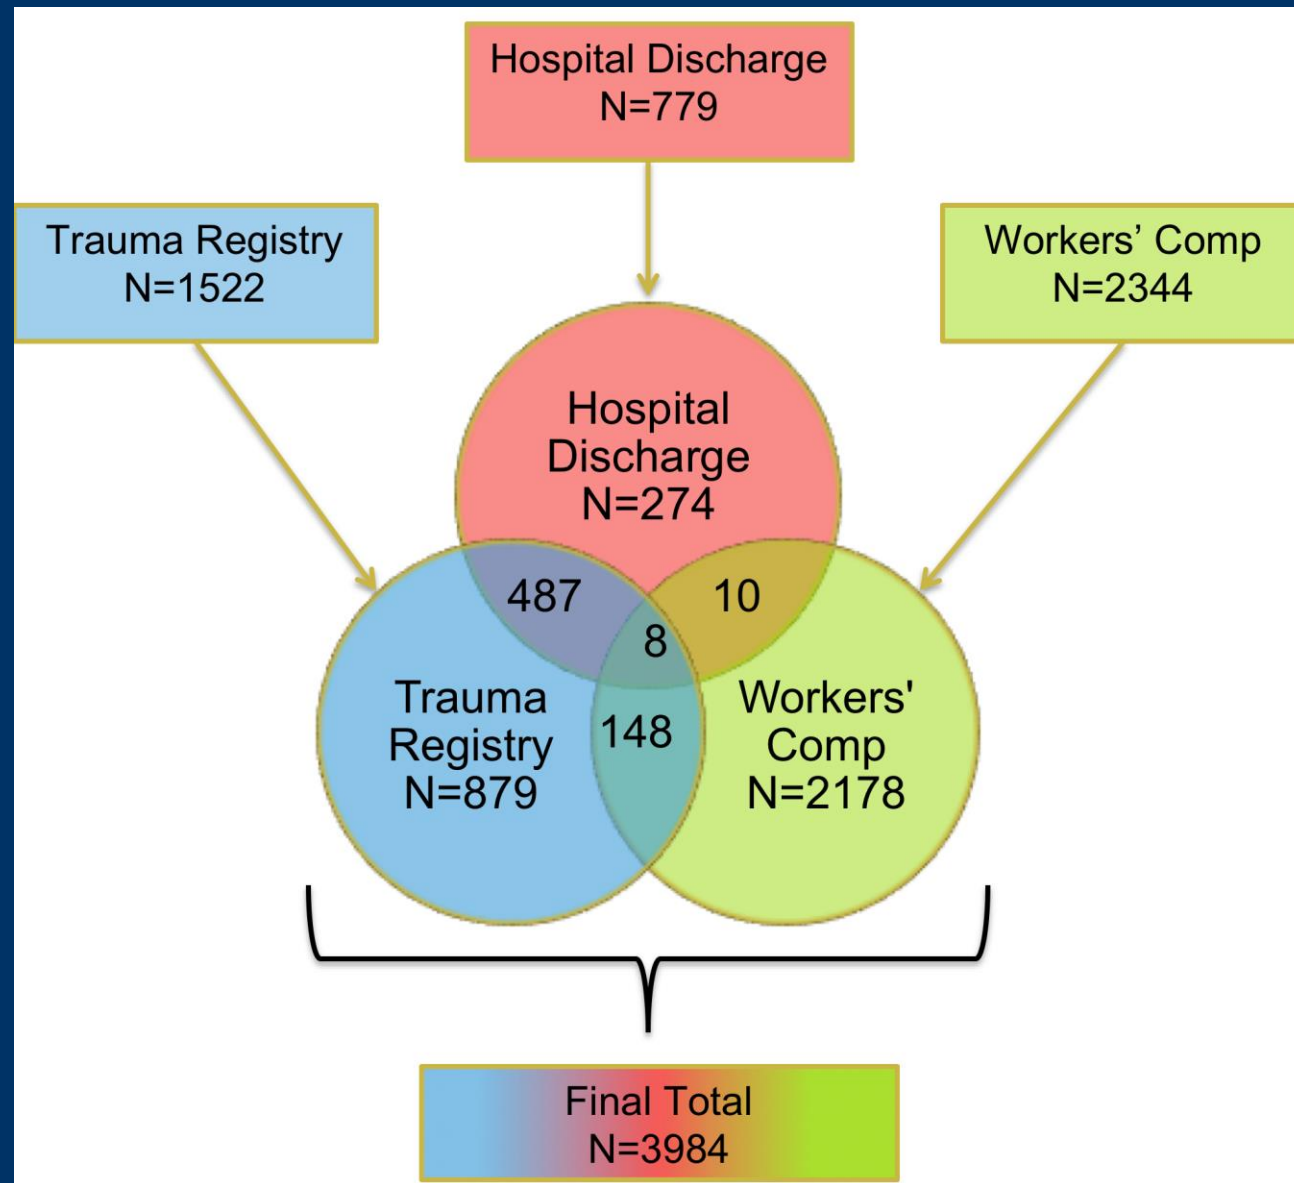 Hospital Discharge
N=779
Trauma Registry
N=1522
Workers’ Comp
N=2344
Hospital
Discharge
N=274
487
10
8
148
Trauma
Registry
N=879
Workers'
Comp
N=2178
Final Total
N=3984